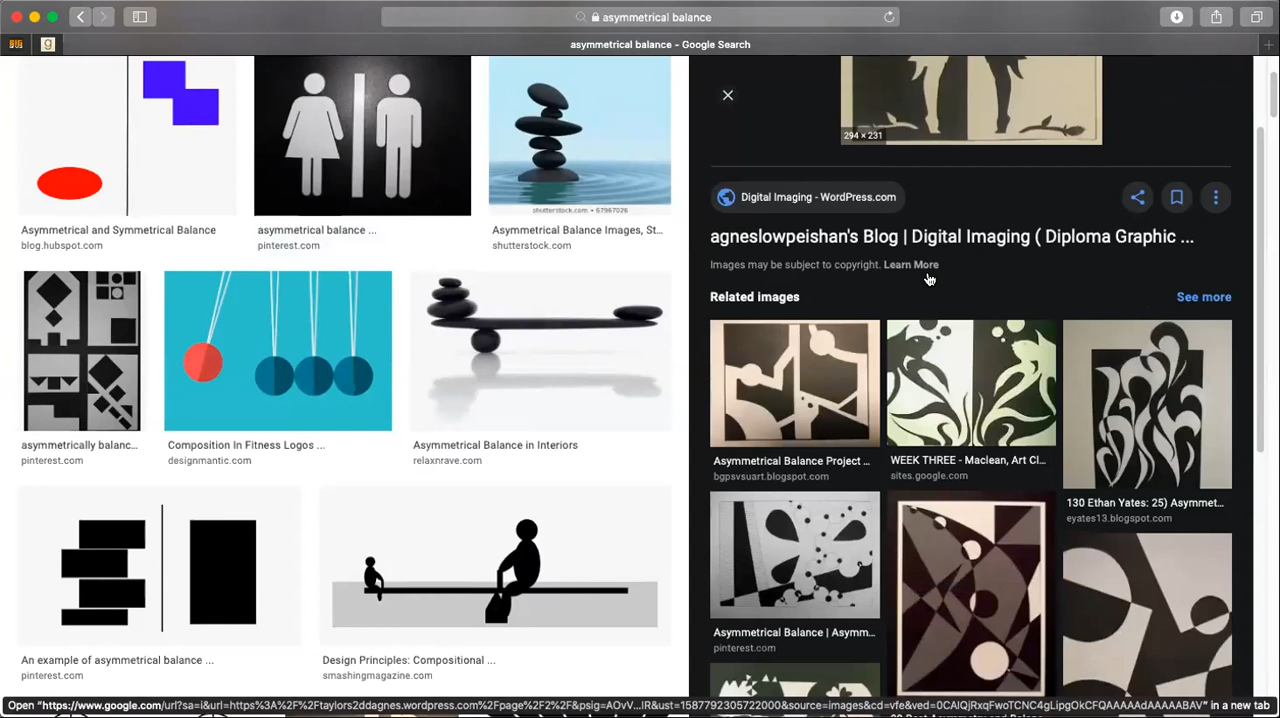 asymmetrical balance
asymmetrical balance - Google Search
294 × 231
Digital Imaging - WordPress.com
agneslowpeishan's Blog | Digital Imaging ( Diploma Graphic ...
Images may be subject to copyright. Learn More
Related images
See more
shutterstock.com • 67967026
Asymmetrical and Symmetrical Balance
blog.hubspot.com
asymmetrical balance ...
pinterest.com
Asymmetrical Balance Images, St...
shutterstock.com
asymmetrically balanc...
pinterest.com
Composition In Fitness Logos ...
designmantic.com
Asymmetrical Balance in Interiors
relaxnrave.com
An example of asymmetrical balance ...
pinterest.com
Design Principles: Compositional ...
smashingmagazine.com
Asymmetrical Balance Project ...
bgpsvsuart.blogspot.com
WEEK THREE - Maclean, Art Cl...
sites.google.com
130 Ethan Yates: 25) Asymmet...
eyates13.blogspot.com
Asymmetrical Balance | Asymm...
pinterest.com